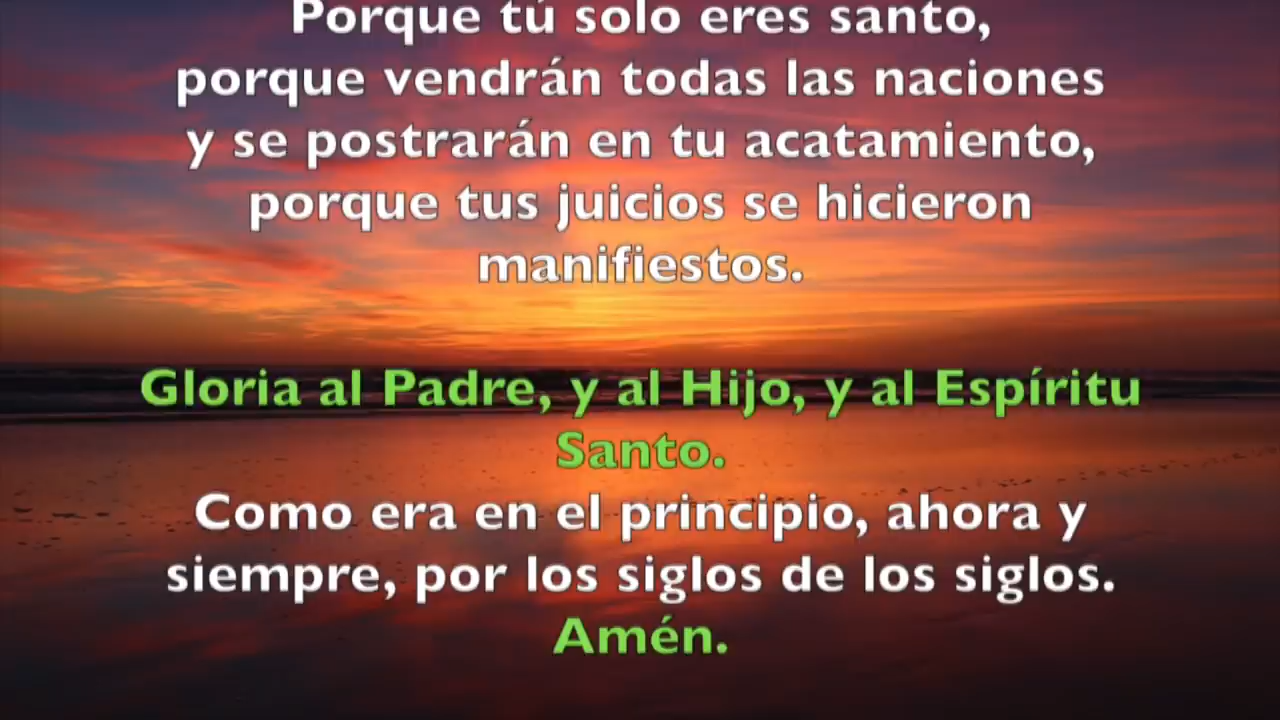 Porque tú solo eres santo,
porque vendrán todas las naciones
y se postrarán en tu acatamiento,
porque tus juicios se hicieron
manifiestos.
Gloria al Padre, y al Hijo, y al Espíritu
Santo.
Como era en el principio, ahora y
siempre, por los siglos de los siglos.
Amén.